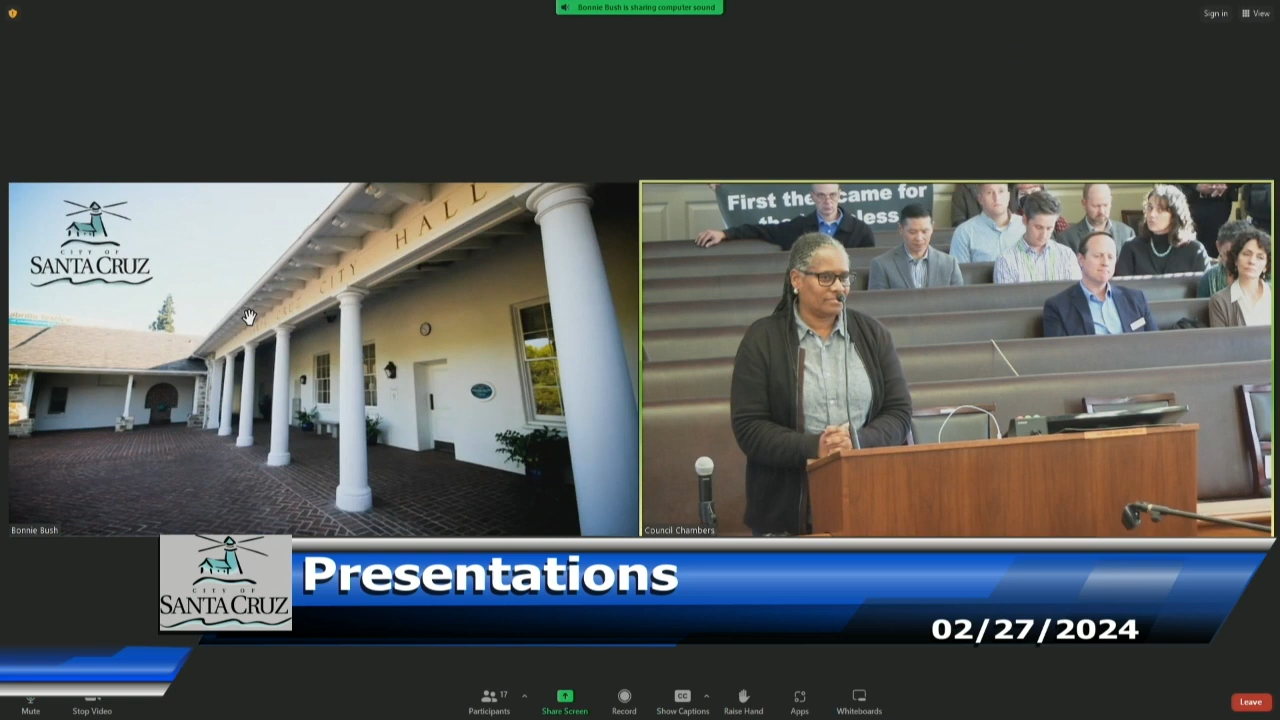 Bonnie Bush is sharing computer sound
Sign in
View
CITY OF
SANTA CRUZ
CITY HALL
First the came for
less
Bonnie Bush
Council Chambers
CITY OF
SANTA CRUZ
Presentations
02/27/2024
Mute
Stop Video
Participants
17
Share Screen
CC
Record
Show Captions
Raise Hand
Apps
Whiteboards
Leave